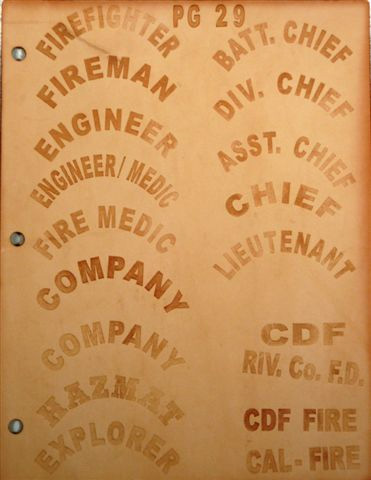 PG 29
FIREFIGHTER
FIREMAN
ENGINEER
ENGINEER/MEDIC
FIRE MEDIC
COMPANY
COMPANY
HAZMAT
EXPLORER
BATT. CHIEF
DIV. CHIEF
ASST. CHIEF
CHIEF
LIEUTENANT
CDF
RIV. Co. F.D.
CDF FIRE
CAL-FIRE